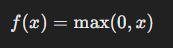 f(x) = max(0, x)